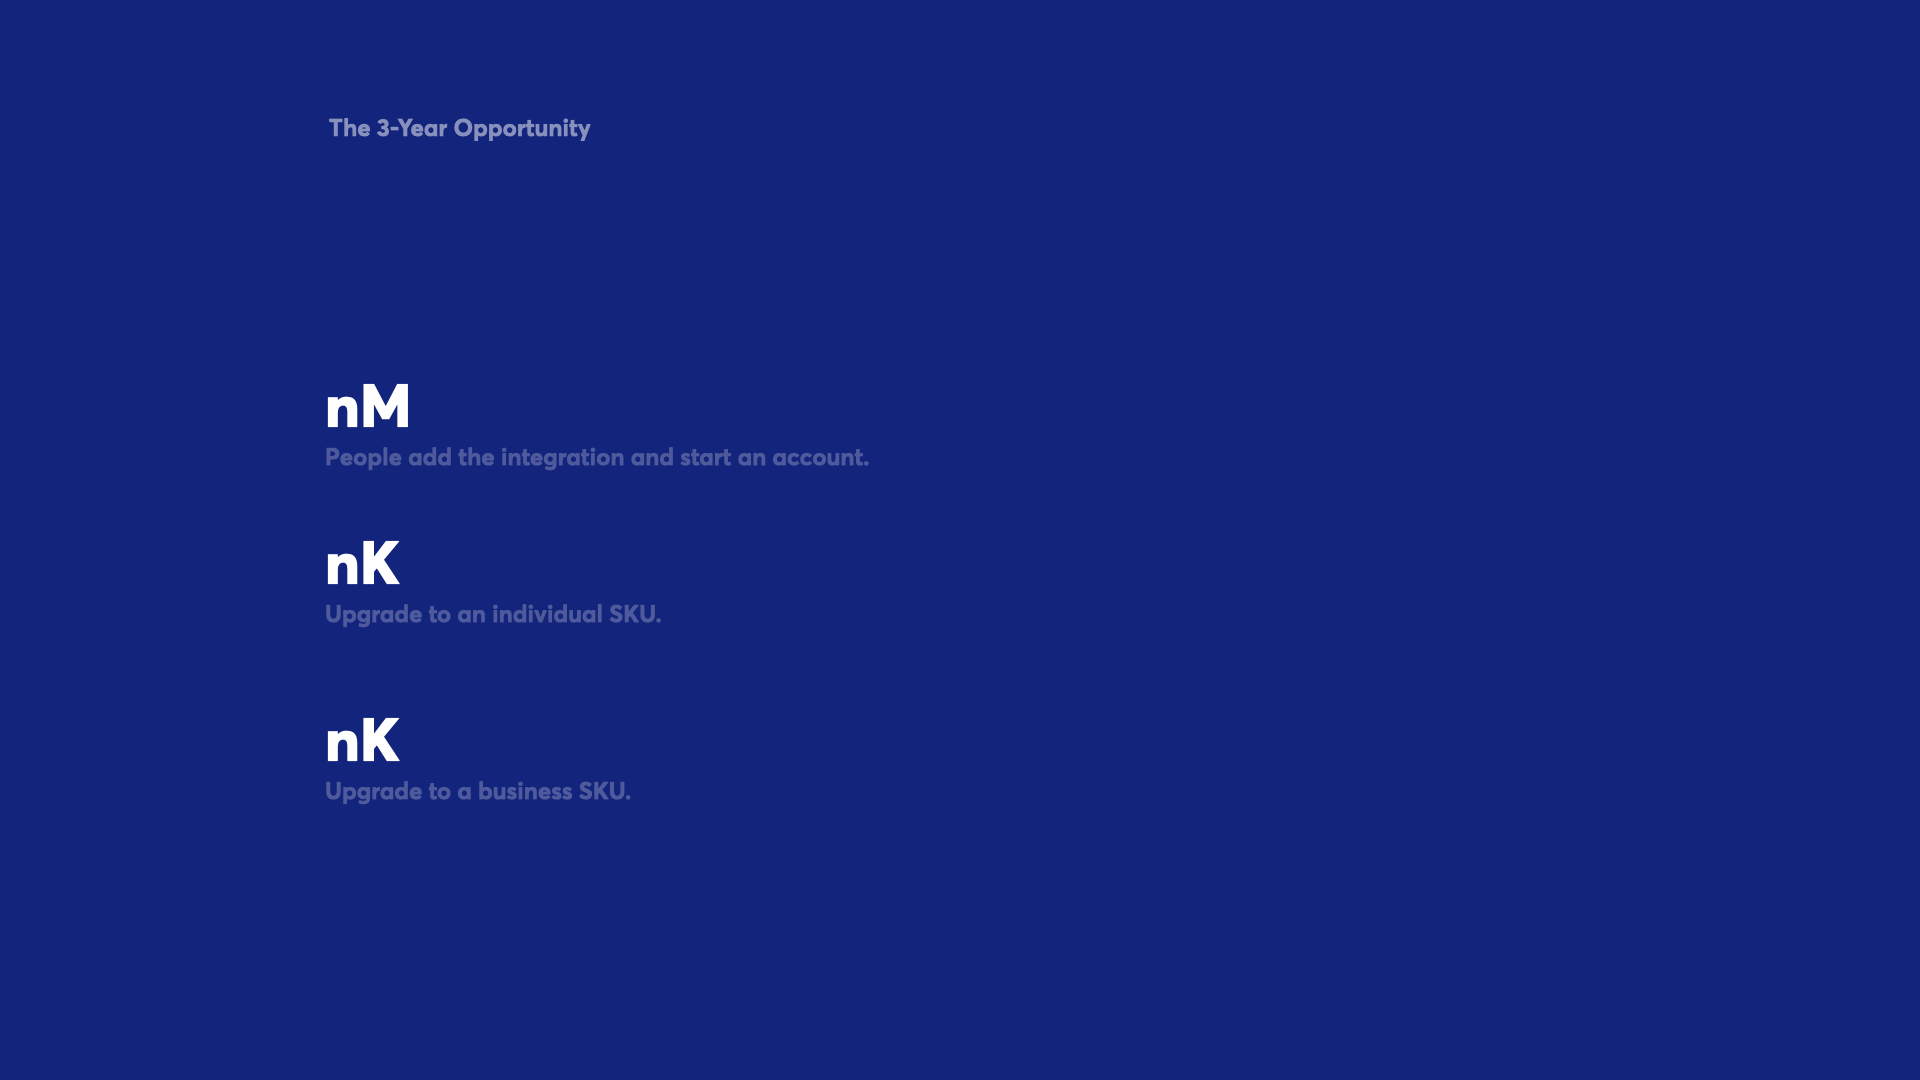 The 3-Year Opportunity
nM
People add the integration and start an account.
nK
Upgrade to an individual SKU.
nK
Upgrade to a business SKU.